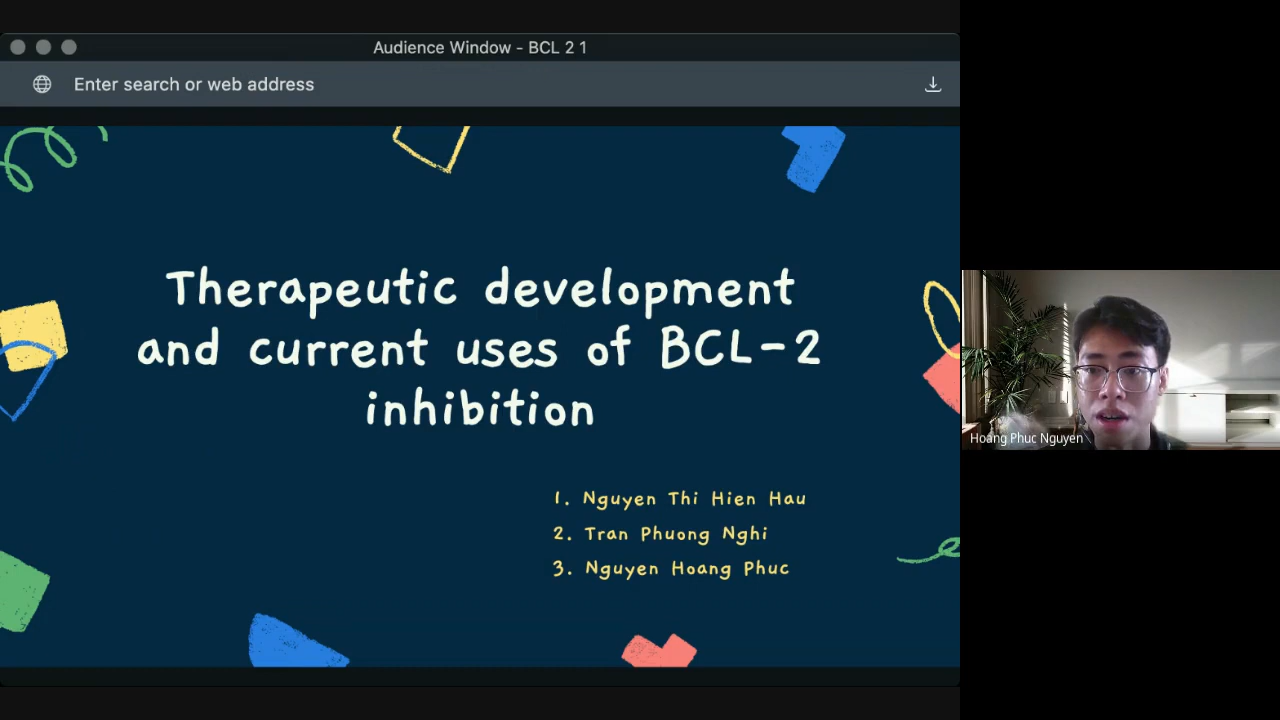 Audience Window - BCL 2 1
Enter search or web address
Therapeutic development
and current uses of BCL-2
inhibition
1. Nguyen Thi Hien Hau
2. Tran Phuong Nghi
3. Nguyen Hoang Phuc
Hoang Phuc Nguyen